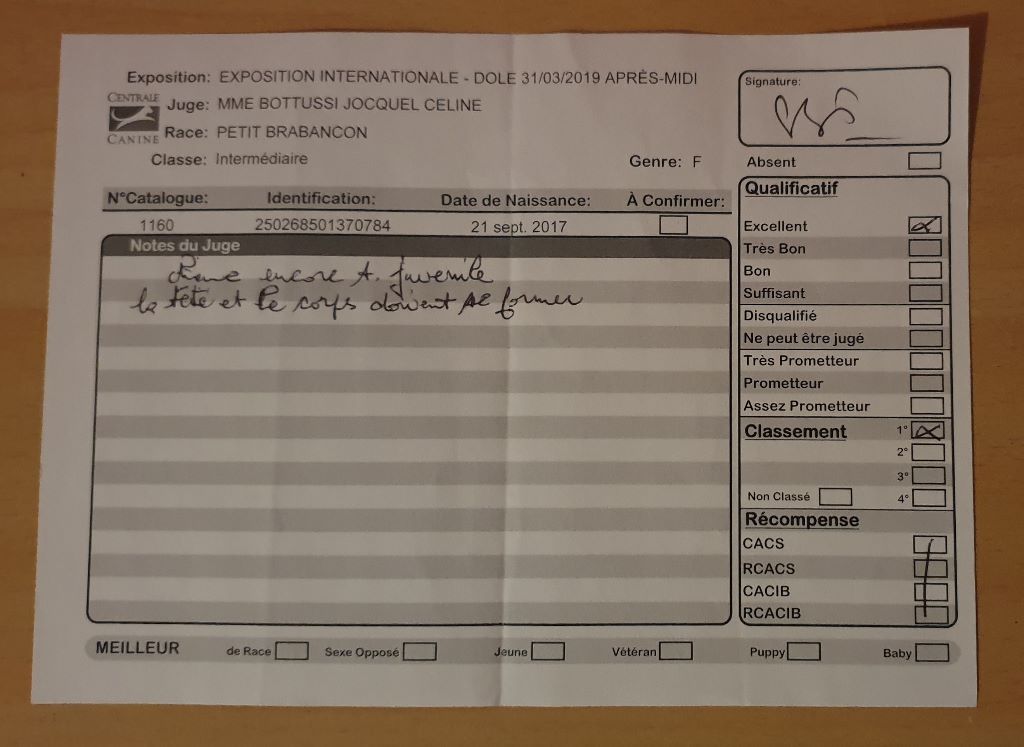 Exposition: EXPOSITION INTERNATIONALE - DOLE 31/03/2019 APRÈS-MIDI
CENTRALE
CANINE
Juge: MME BOTTUSSI JOCQUEL CELINE
Race: PETIT BRABANCON
Classe: Intermédiaire
Genre: F
Signature:
Absent
N°Catalogue: Identification: Date de Naissance: À Confirmer:
1160 250268501370784 21 sept. 2017
Notes du Juge
encore t. juvenile
la tête et le corps doivent se former
Qualificatif
Excellent
Très Bon
Bon
Suffisant
Disqualifié
Ne peut être jugé
Très Prometteur
Prometteur
Assez Prometteur
Classement 1°
2°
3°
Non Classé 4°
Récompense
CACS
RCACS
CACIB
RCACIB
MEILLEUR de Race Sexe Opposé Jeune Vétéran Puppy Baby